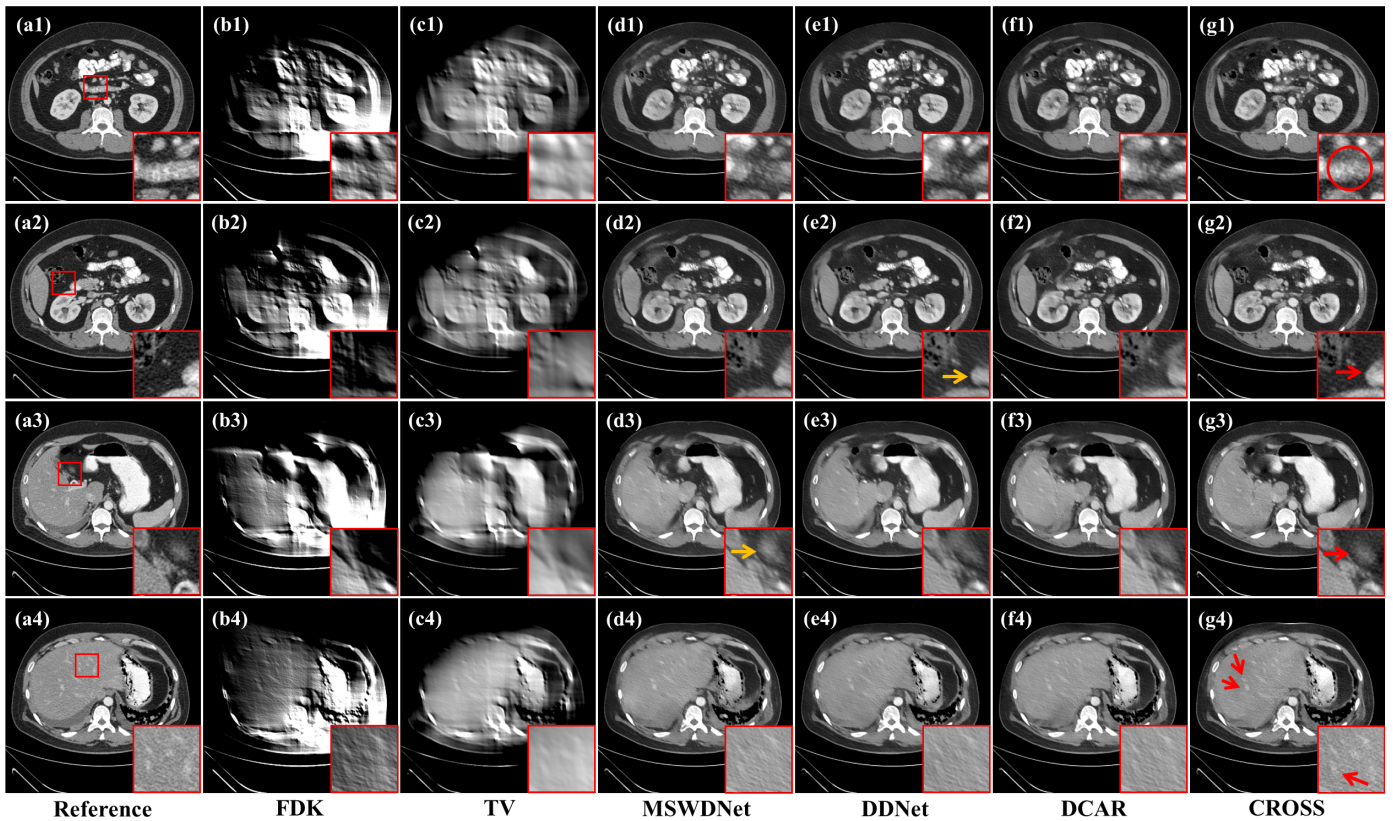 (a1) (b1) (c1) (d1) (e1) (f1) (g1)
(a2) (b2) (c2) (d2) (e2) (f2) (g2)
(a3) (b3) (c3) (d3) (e3) (f3) (g3)
(a4) (b4) (c4) (d4) (e4) (f4) (g4)
Reference FDK TV MSWDNet DDNet DCAR CROSS